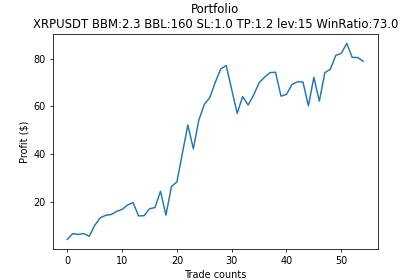 Portfolio
XRPUSDT BBM:2.3 BBL:160 SL:1.0 TP:1.2 lev:15 WinRatio:73.0
80
60
40
20
Profit ($)
0
10
20
30
40
50
Trade counts